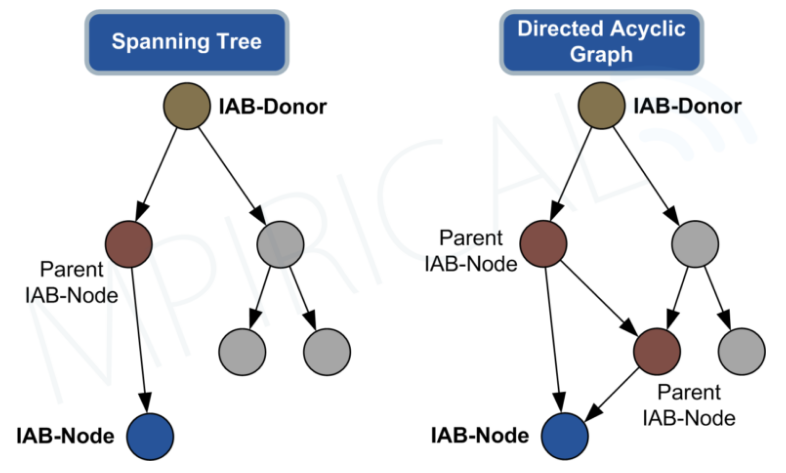 Spanning Tree
Directed Acyclic
Graph
IAB-Donor
IAB-Donor
Parent
IAB-Node
Parent
IAB-Node
Parent
IAB-Node
IAB-Node
IAB-Node
MPIRICAL